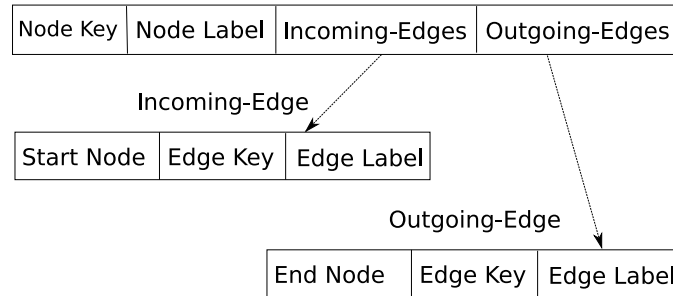 Node Key Node Label Incoming-Edges Outgoing-Edges
Incoming-Edge
Start Node Edge Key Edge Label
Outgoing-Edge
End Node Edge Key Edge Label